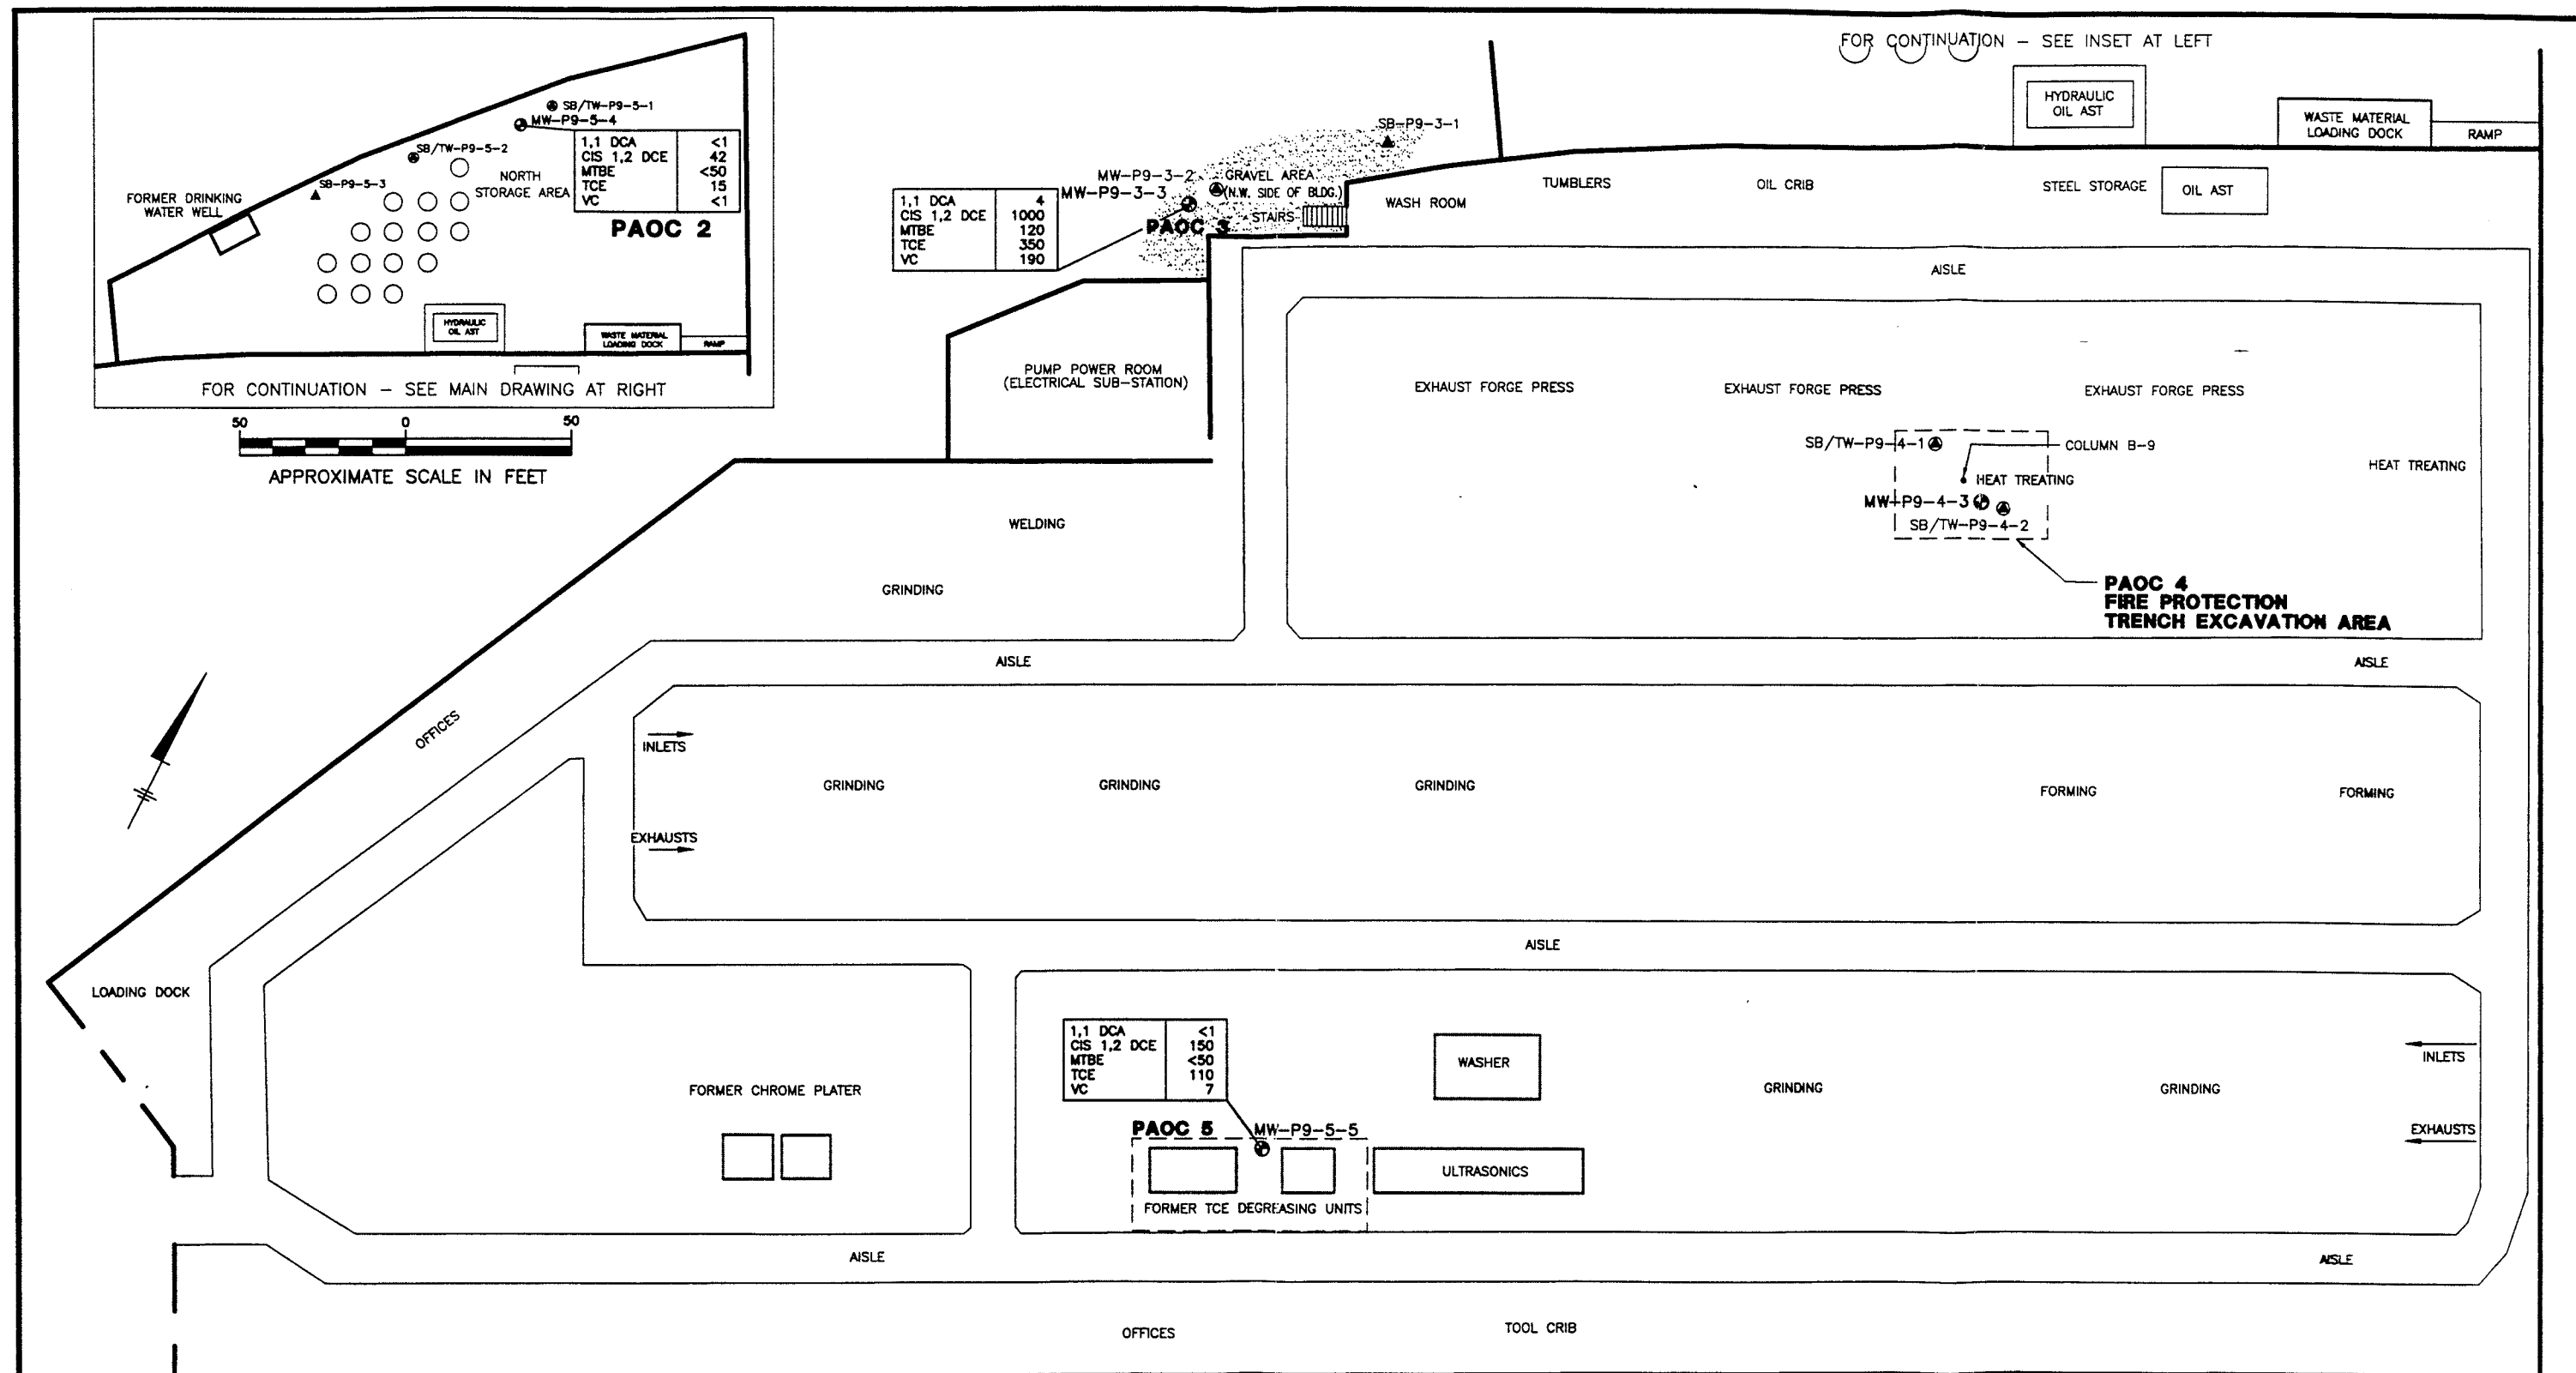 FOR CONTINUATION – SEE INSET AT LEFT
SB/TW-P9-5-1
MW-P9-5-4
SB/TW-P9-5-2
SB-P9-5-3
NORTH
STORAGE AREA
FORMER DRINKING
WATER WELL
1,1 DCA <1
CIS 1,2 DCE 42
MTBE <50
TCE 15
VC <1
PAOC 2
HYDRAULIC
OIL AST
WASTE MATERIAL
LOADING DOCK
RAMP
FOR CONTINUATION – SEE MAIN DRAWING AT RIGHT
50 0 50
APPROXIMATE SCALE IN FEET
HYDRAULIC
OIL AST
WASTE MATERIAL
LOADING DOCK
RAMP
SB-P9-3-1
MW-P9-3-2
MW-P9-3-3
GRAVEL AREA
(N.W. SIDE OF BLDG.)
STAIRS
PAOC 3
1,1 DCA 4
CIS 1,2 DCE 1000
MTBE 120
TCE 350
VC 190
WASH ROOM
TUMBLERS
OIL CRIB
STEEL STORAGE
OIL AST
AISLE
PUMP POWER ROOM
(ELECTRICAL SUB-STATION)
EXHAUST FORGE PRESS
EXHAUST FORGE PRESS
EXHAUST FORGE PRESS
SB/TW-P9-4-1
COLUMN B-9
HEAT TREATING
HEAT TREATING
MW-P9-4-3
SB/TW-P9-4-2
PAOC 4
FIRE PROTECTION
TRENCH EXCAVATION AREA
WELDING
GRINDING
AISLE
AISLE
OFFICES
INLETS
EXHAUSTS
GRINDING
GRINDING
GRINDING
FORMING
FORMING
AISLE
LOADING DOCK
FORMER CHROME PLATER
1,1 DCA <1
CIS 1,2 DCE 150
MTBE <50
TCE 110
VC 7
WASHER
GRINDING
GRINDING
INLETS
EXHAUSTS
PAOC 5
MW-P9-5-5
ULTRASONICS
FORMER TCE DEGREASING UNITS
AISLE
AISLE
OFFICES
TOOL CRIB